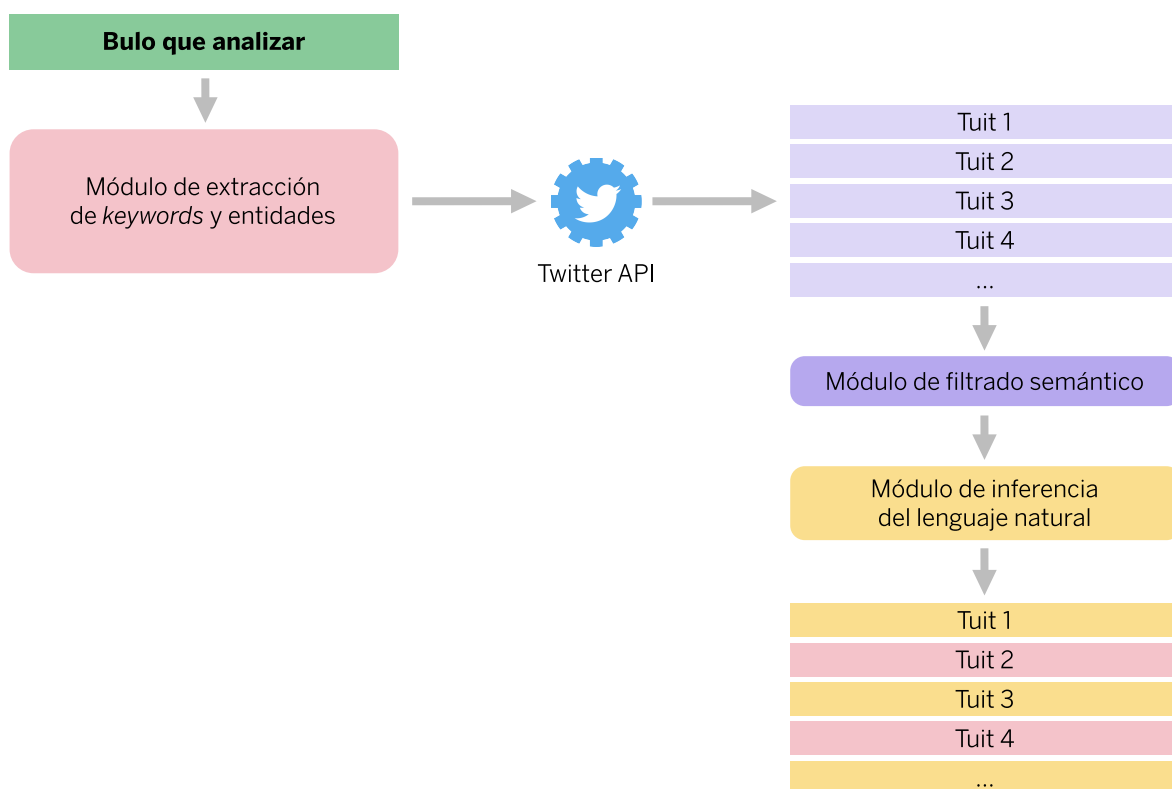 Bulo que analizar
Módulo de extracción
de keywords y entidades
Twitter API
Tuit 1
Tuit 2
Tuit 3
Tuit 4
...
Módulo de filtrado semántico
Módulo de inferencia
del lenguaje natural
Tuit 1
Tuit 2
Tuit 3
Tuit 4
...